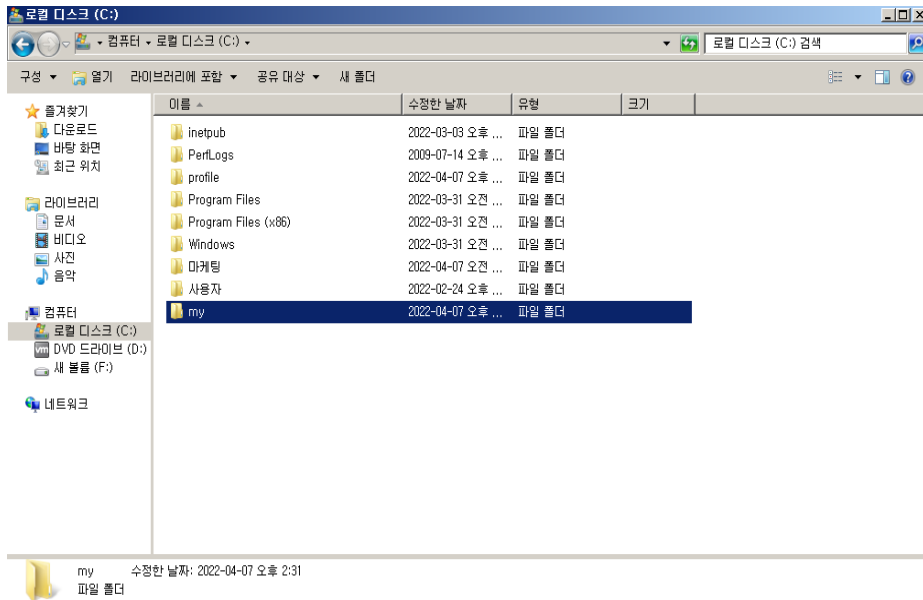 로컬 디스크 (C:)
컴퓨터 로컬 디스크 (C:) 로컬 디스크 (C:) 검색
구성 열기 라이브러리에 포함 공유 대상 새 폴더
즐겨찾기
다운로드
바탕 화면
최근 위치
라이브러리
문서
비디오
사진
음악
컴퓨터
로컬 디스크 (C:)
vm DVD 드라이브 (D:)
새 볼륨 (F:)
네트워크
이름 수정한 날짜 유형 크기
inetpub 2022-03-03 오후 ... 파일 폴더
PerfLogs 2009-07-14 오후 ... 파일 폴더
profile 2022-04-07 오후 ... 파일 폴더
Program Files 2022-03-31 오전 ... 파일 폴더
Program Files (x86) 2022-03-31 오전 ... 파일 폴더
Windows 2022-03-31 오전 ... 파일 폴더
마케팅 2022-04-07 오전 ... 파일 폴더
사용자 2022-02-24 오후 ... 파일 폴더
my 2022-04-07 오후 ... 파일 폴더
my 수정한 날짜: 2022-04-07 오후 2:31
파일 폴더